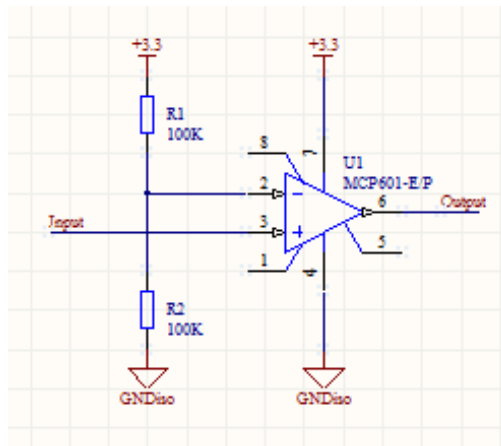 +3.3
+3.3
R1
100K
8
7
U1
MCP601-E/P
2
-
6
Output
Input
3
+
5
1
4
R2
100K
GNDiso
GNDiso